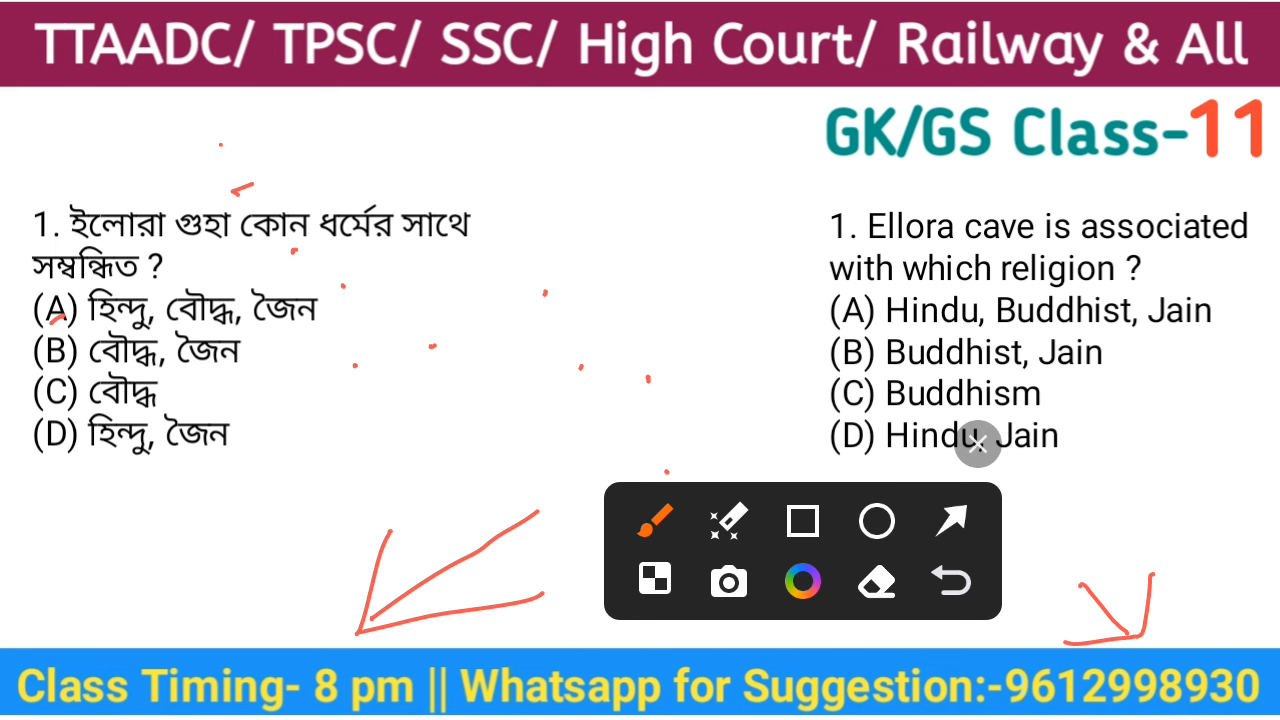 TTAADC/ TPSC/ SSC/ High Court/ Railway & All
GK/GS Class-11
1. ইলোরা গুহা কোন ধর্মের সাথে
সম্বন্ধিত ?
(A) হিন্দু, বৌদ্ধ, জৈন
(B) বৌদ্ধ, জৈন
(C) বৌদ্ধ
(D) হিন্দু, জৈন
1. Ellora cave is associated
with which religion ?
(A) Hindu, Buddhist, Jain
(B) Buddhist, Jain
(C) Buddhism
(D) Hindu, Jain
Class Timing- 8 pm || Whatsapp for Suggestion:-9612998930